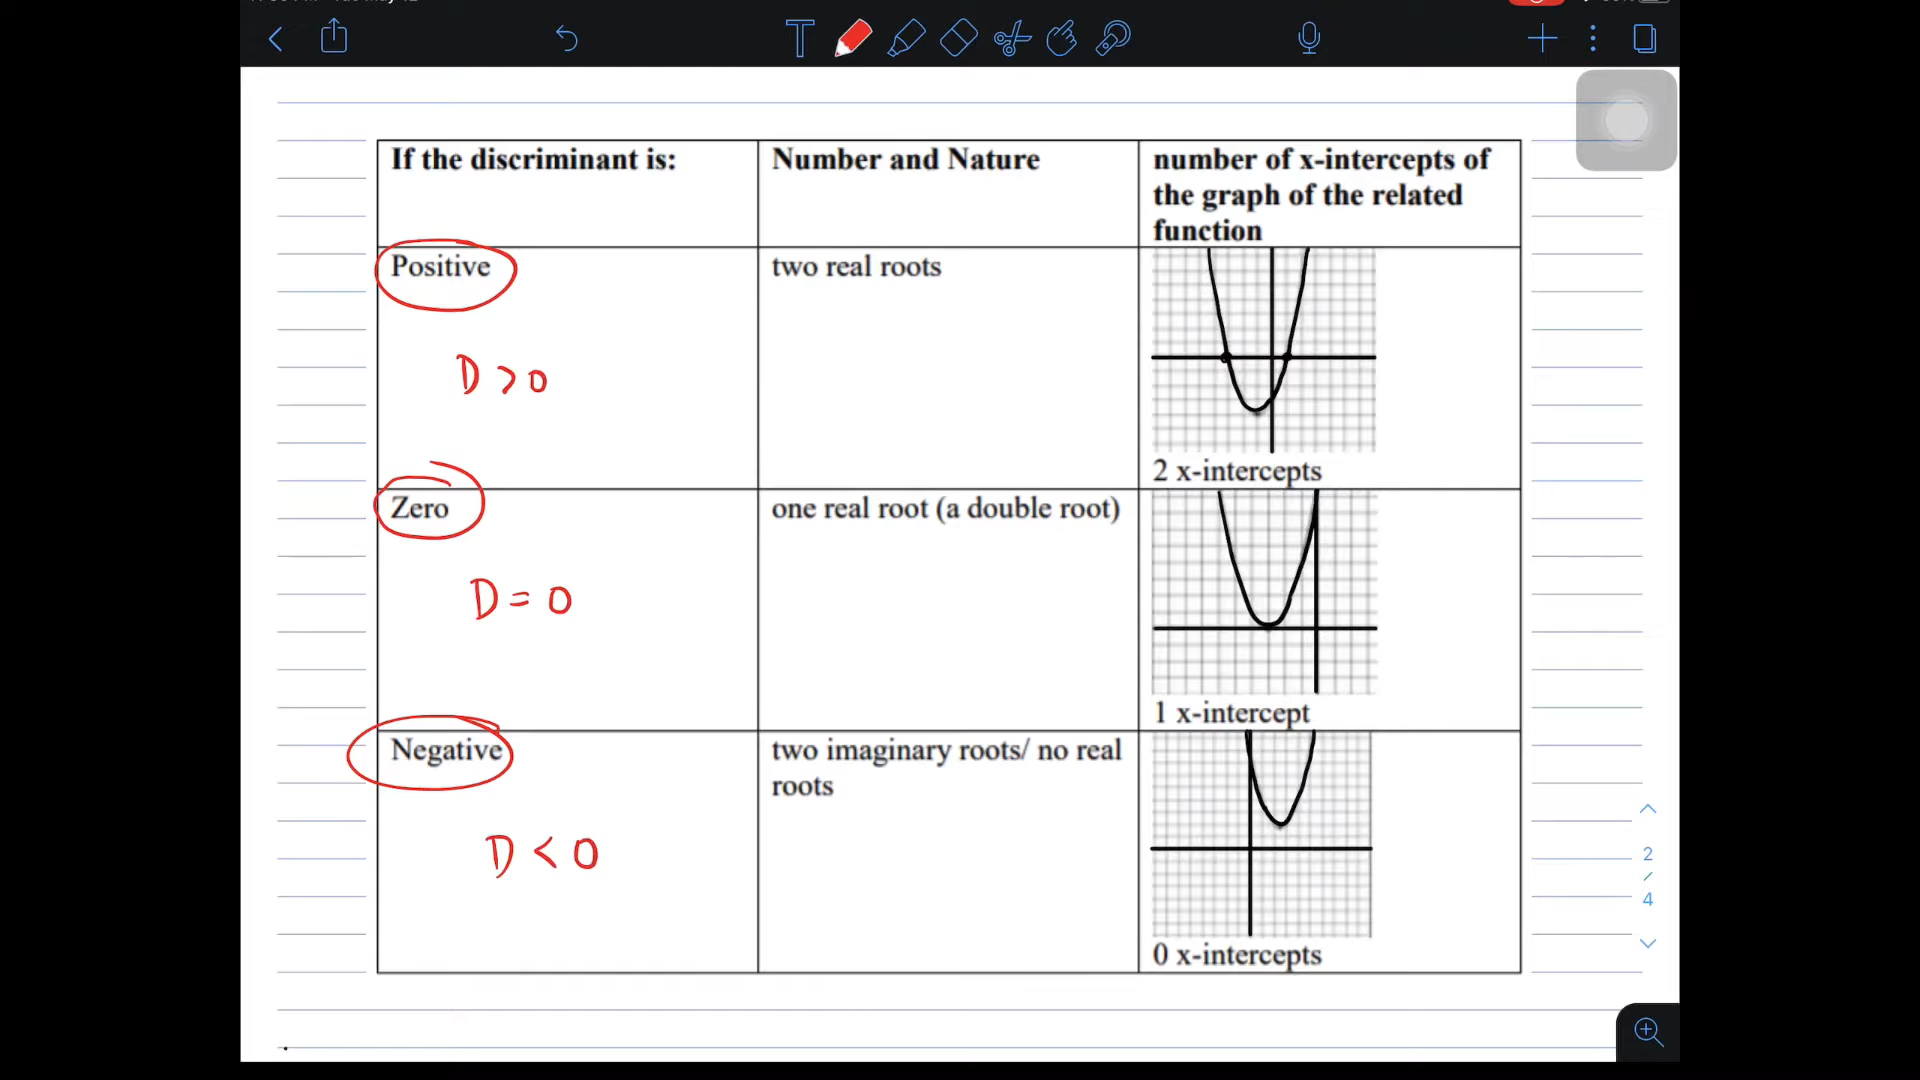 If the discriminant is:
Number and Nature
number of x-intercepts of
the graph of the related
function
Positive
two real roots
D > 0
2 x-intercepts
Zero
one real root (a double root)
D = 0
1 x-intercept
Negative
two imaginary roots/ no real
roots
D < 0
0 x-intercepts
2
4